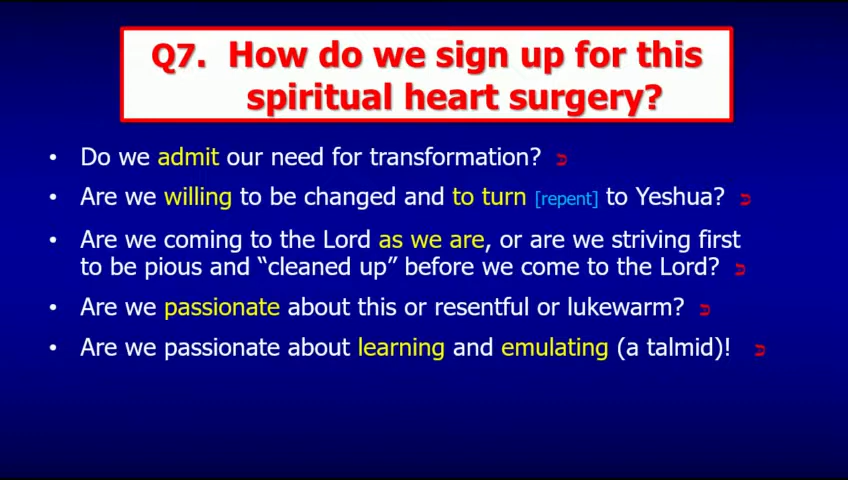 Q7. How do we sign up for this
spiritual heart surgery?
• Do we admit our need for transformation? כ
• Are we willing to be changed and to turn [repent] to Yeshua? כ
• Are we coming to the Lord as we are, or are we striving first
to be pious and “cleaned up” before we come to the Lord? כ
• Are we passionate about this or resentful or lukewarm? כ
• Are we passionate about learning and emulating (a talmid)! כ